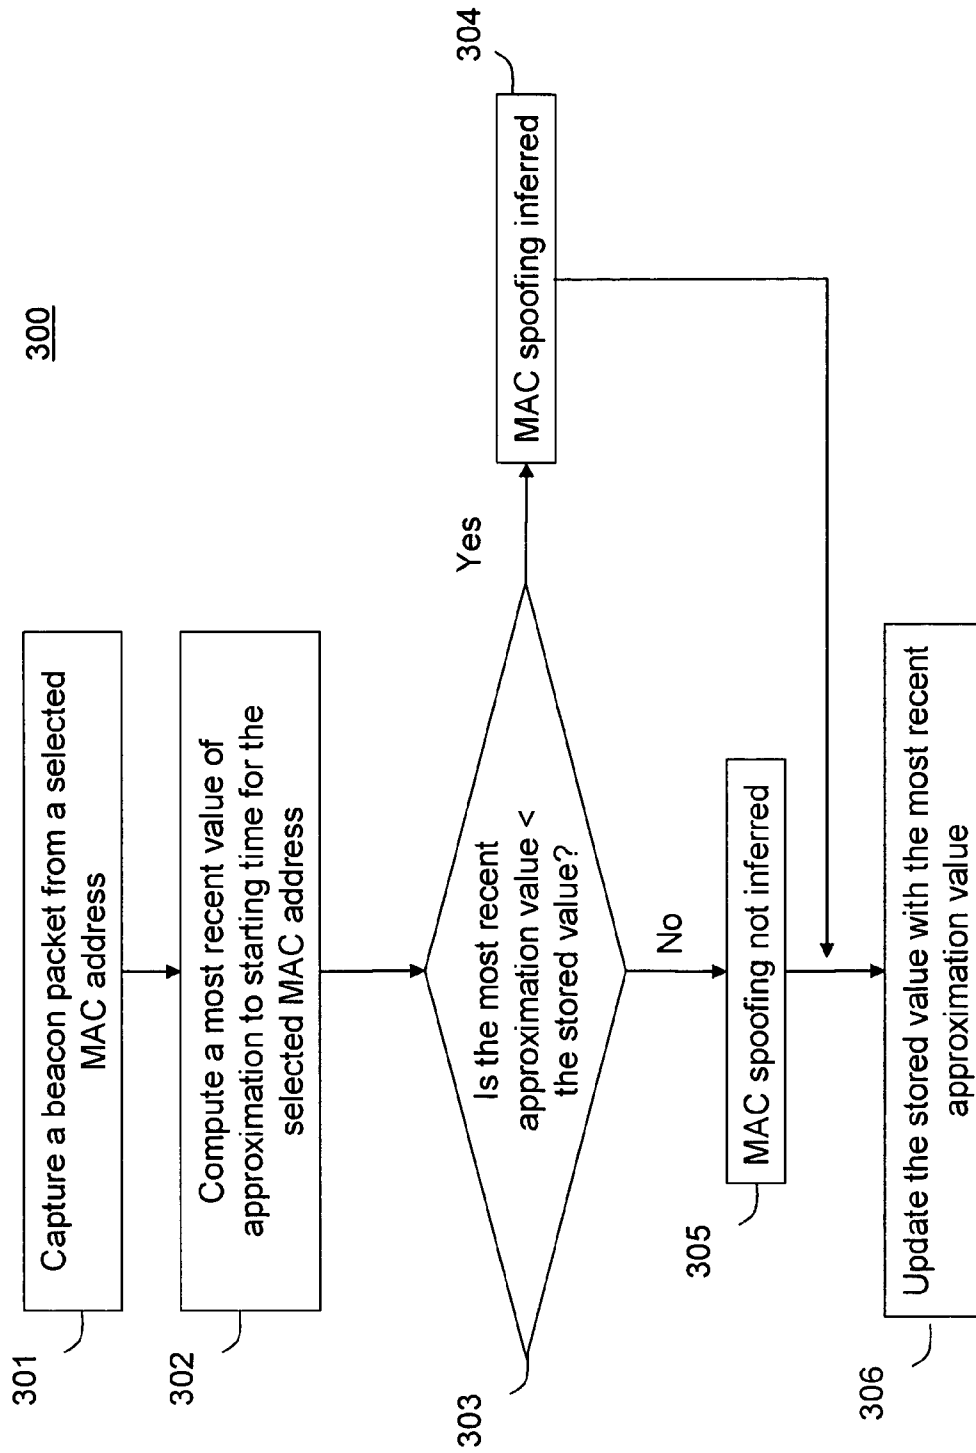 300
301
Capture a beacon packet from a selected
MAC address
302
Compute a most recent value of
approximation to starting time for the
selected MAC address
303
Is the most recent
approximation value <
the stored value?
Yes
304
MAC spoofing inferred
No
305
MAC spoofing not inferred
306
Update the stored value with the most recent
approximation value